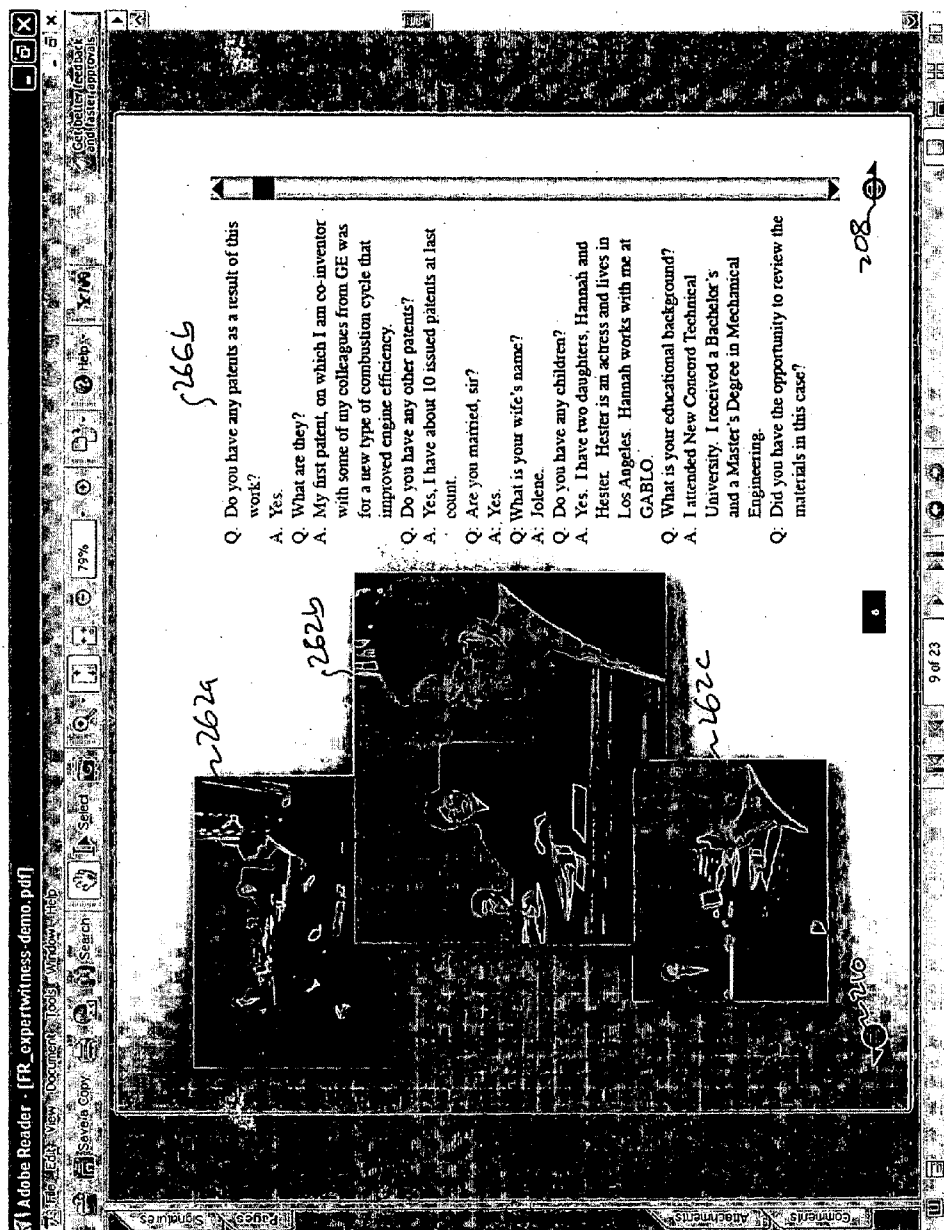 Adobe Reader - [FR_expertwitness-demo.pdf]
File Edit View Document Tools Window Help
Save a Copy Search Select 79% Help Y!
Get better feedback
and faster approvals
Signatures
Pages
Attachments
Comments
262a
262b
262c
266b
Q: Do you have any patents as a result of this
work?
A. Yes.
Q: What are they?
A. My first patent, on which I am co-inventor
with some of my colleagues from GE was
for a new type of combustion cycle that
improved engine efficiency.
Q: Do you have any other patents?
A. Yes, I have about 10 issued patents at last
count.
Q: Are you married, sir?
A.: Yes.
Q: What is your wife's name?
A: Jolene.
Q: Do you have any children?
A. Yes. I have two daughters, Hannah and
Hester. Hester is an actress and lives in
Los Angeles. Hannah works with me at
GABLO.
Q: What is your educational background?
A. I attended New Concord Technical
University. I received a Bachelor's
and a Master's Degree in Mechanical
Engineering.
Q: Did you have the opportunity to review the
materials in this case?
210
208
9 of 23